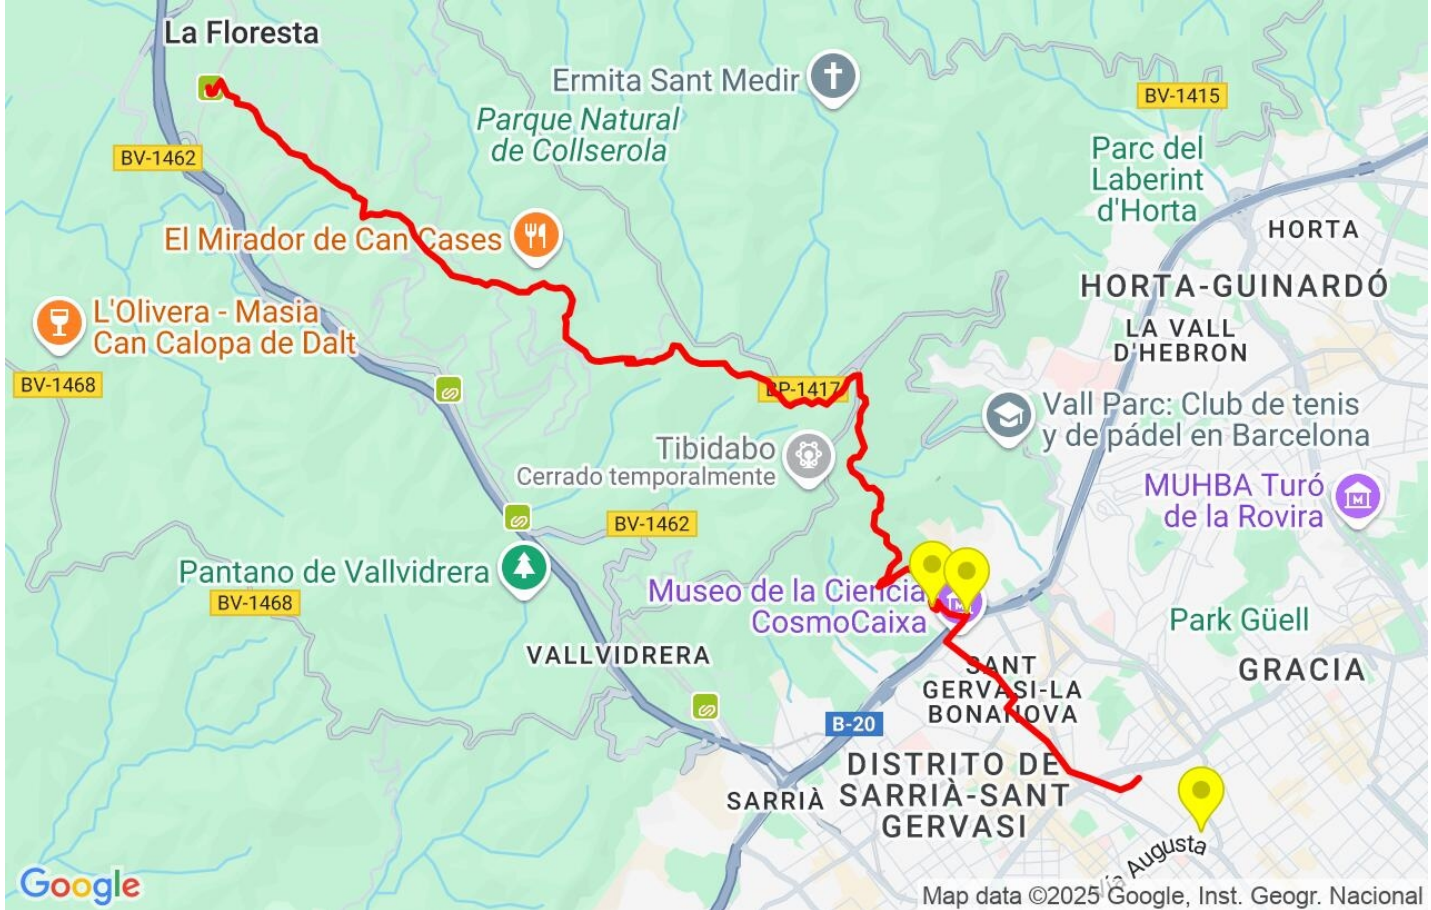 La Floresta
Ermita Sant Medir
BV-1415
Parque Natural
de Collserola
BV-1462
Parc del
Laberint
d'Horta
HORTA
El Mirador de Can Cases
HORTA-GUINARDÓ
L'Olivera - Masia
Can Calopa de Dalt
LA VALL
D'HEBRON
BV-1468
BP-1417
Vall Parc: Club de tenis
y de pádel en Barcelona
Tibidabo
Cerrado temporalmente
MUHBA Turó
de la Rovira
BV-1462
Pantano de Vallvidrera
BV-1468
Museo de la Ciencia
CosmoCaixa
Park Güell
VALLVIDRERA
SANT
GERVASI-LA
BONANOVA
GRACIA
B-20
DISTRITO DE
SARRIÀ-SANT
GERVASI
SARRIÀ
Vía Augusta
Google
Map data ©2025 Google, Inst. Geogr. Nacional